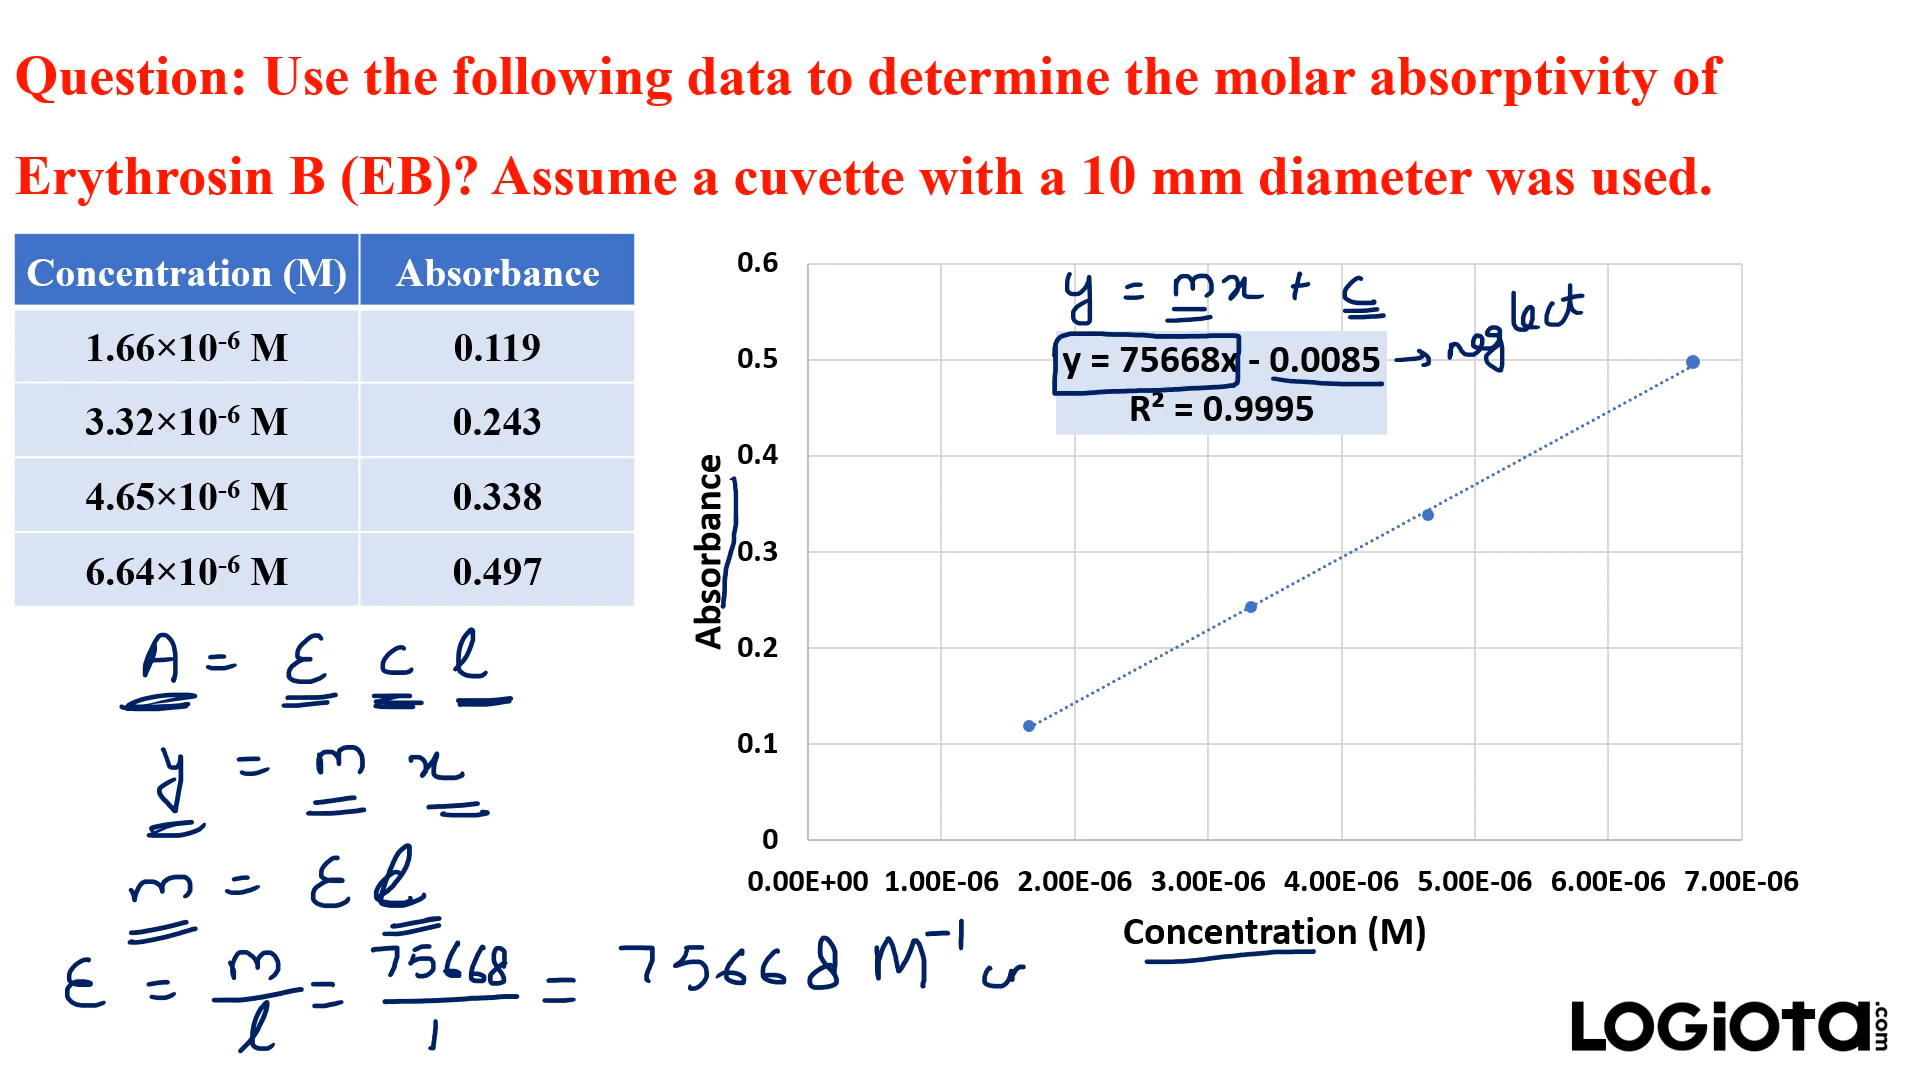 Question: Use the following data to determine the molar absorptivity of
Erythrosin B (EB)? Assume a cuvette with a 10 mm diameter was used.
Concentration (M) Absorbance
1.66×10⁻⁶ M 0.119
3.32×10⁻⁶ M 0.243
4.65×10⁻⁶ M 0.338
6.64×10⁻⁶ M 0.497
A = ε c l
y = m x
m = ε l
ε = m/l = 75668/1 = 75668 M⁻¹
y = mx + c
y = 75668x - 0.0085 → neglect
R² = 0.9995
Absorbance
0.6
0.5
0.4
0.3
0.2
0.1
0
0.00E+00 1.00E-06 2.00E-06 3.00E-06 4.00E-06 5.00E-06 6.00E-06 7.00E-06
Concentration (M)
LOGiOTA.com